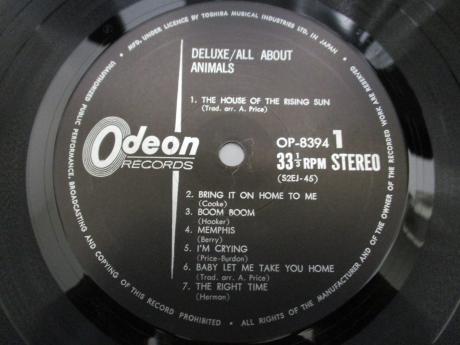 MFG. UNDER LICENCE BY TOSHIBA MUSICAL INDUSTRIES LTD. IN JAPAN
ALL RIGHTS OF THE MANUFACTURER AND OF THE OWNER OF THE RECORDED WORK ARE RESERVED
UNAUTHORIZED PUBLIC PERFORMANCE, BROADCASTING AND COPYING OF THIS RECORD PROHIBITED
DELUXE/ALL ABOUT
ANIMALS
1. THE HOUSE OF THE RISING SUN
(Trad. arr. A. Price)
Odeon
RECORDS
OP-8394 1
33 1/3 RPM STEREO
(S2EJ-45)
2. BRING IT ON HOME TO ME
(Cooke)
3. BOOM BOOM
(Hooker)
4. MEMPHIS
(Berry)
5. I'M CRYING
(Price-Burdon)
6. BABY LET ME TAKE YOU HOME
(Trad. arr. A. Price)
7. THE RIGHT TIME
(Herman)